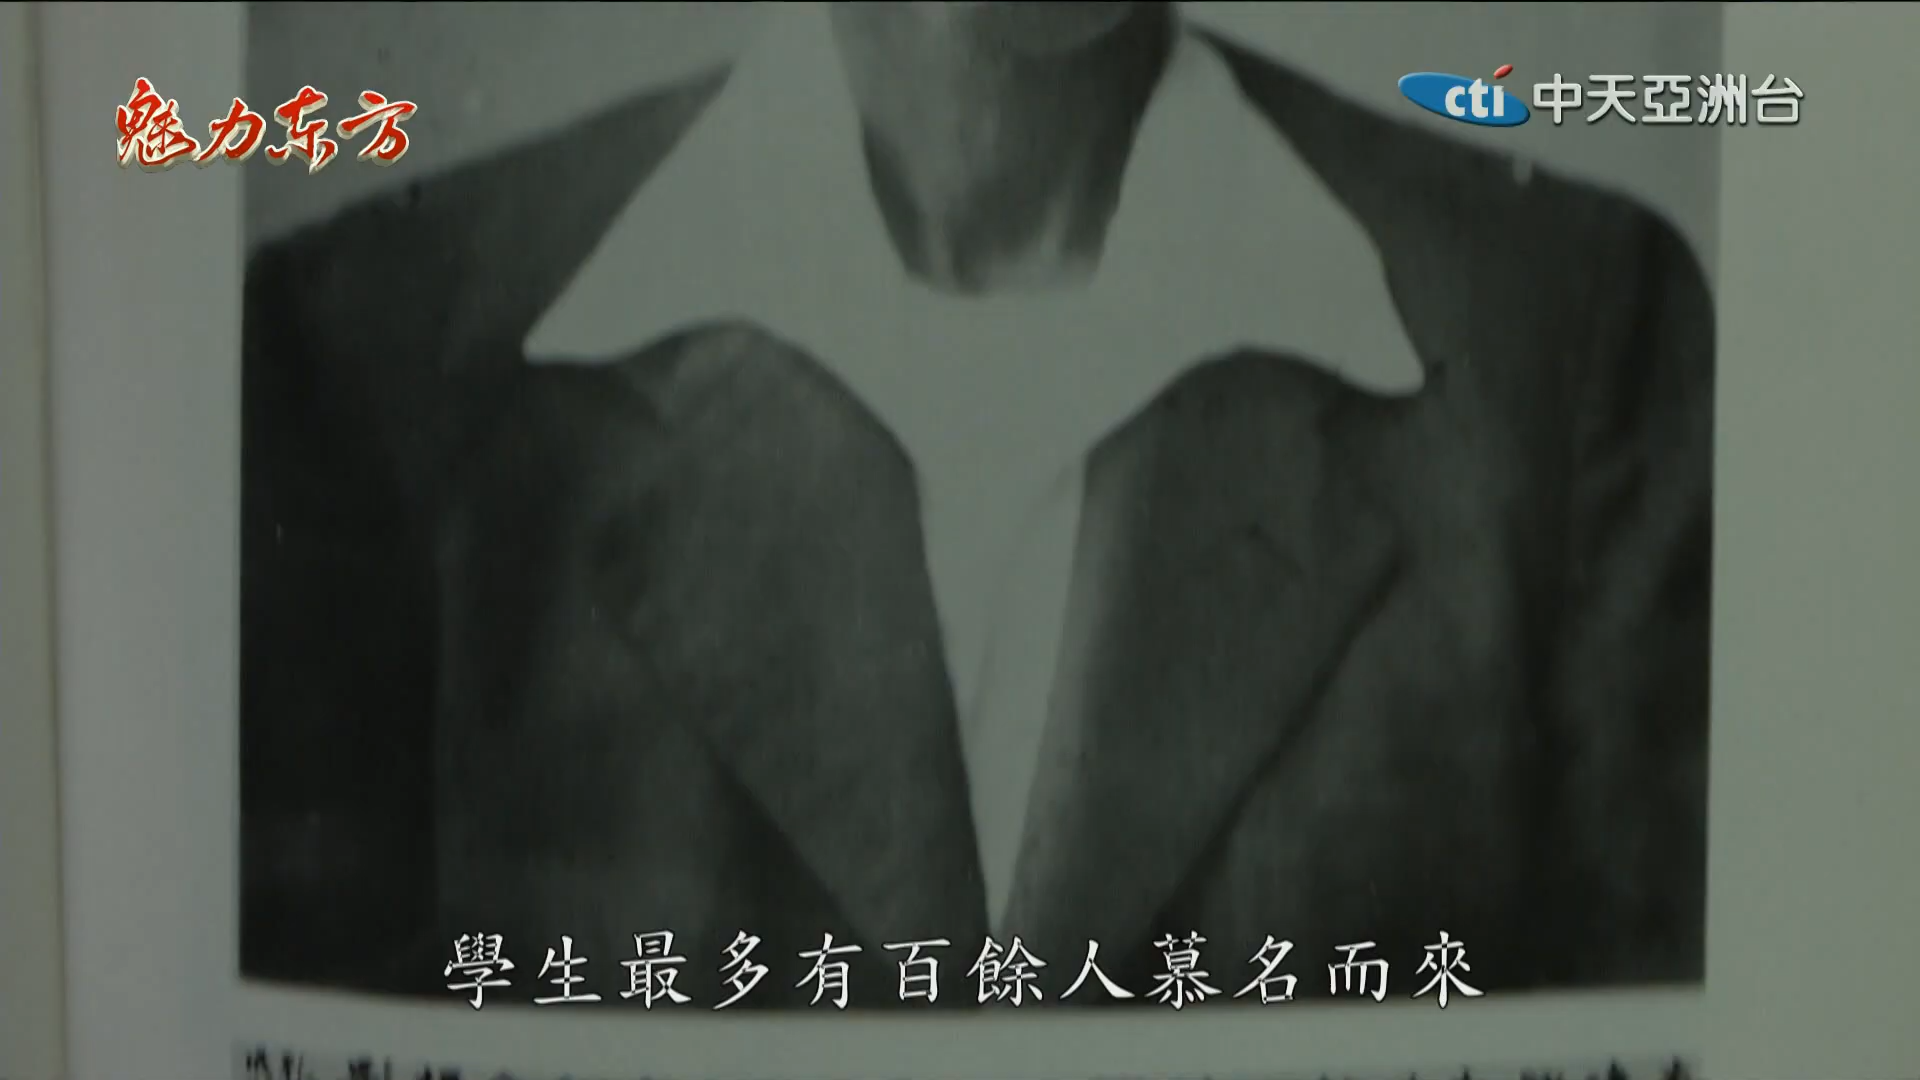 魅力东方
cti 中天亞洲台
學生最多有百餘人慕名而來